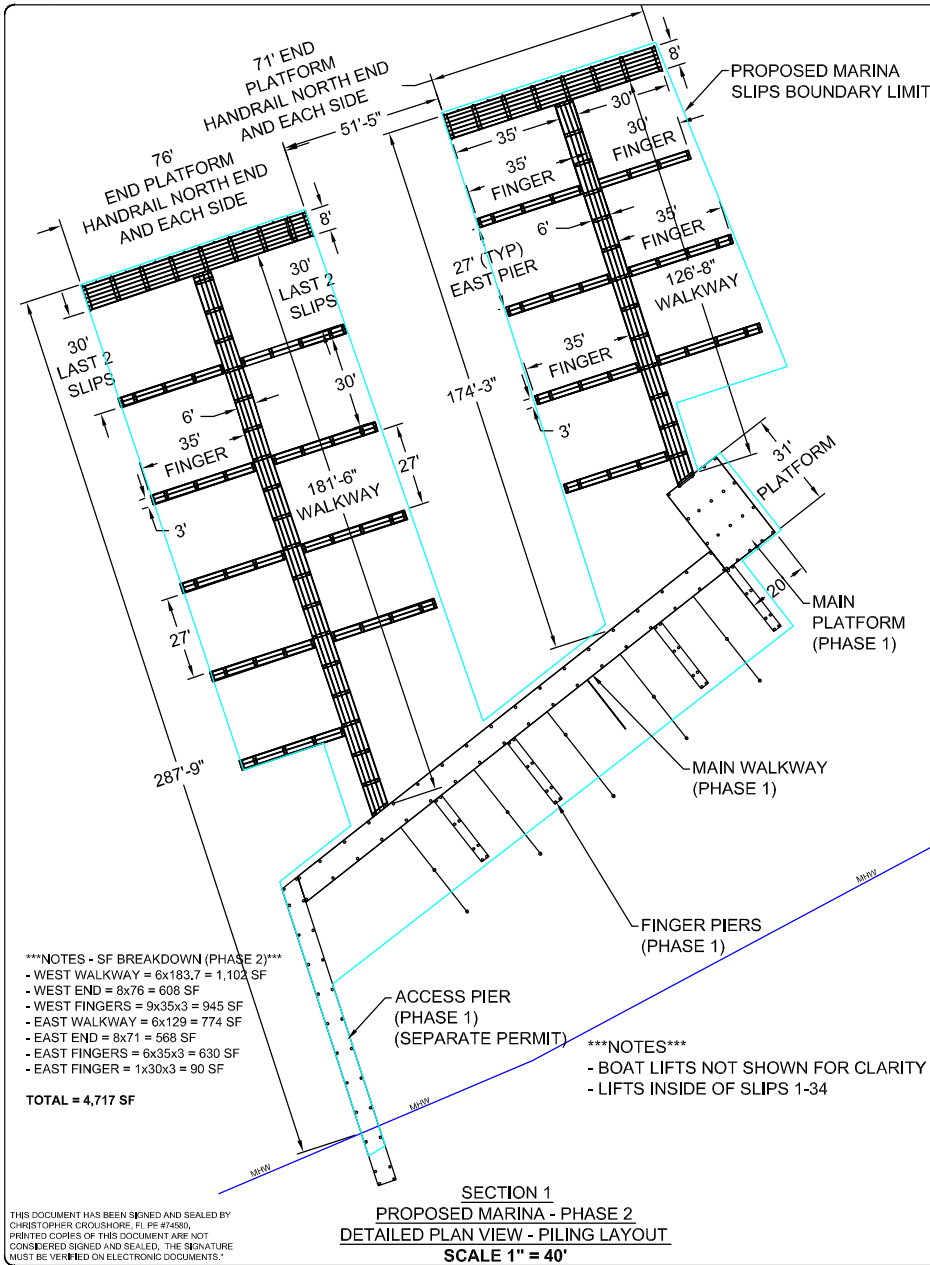 71' END
PLATFORM
HANDRAIL NORTH END
AND EACH SIDE
51'-5"
8'
PROPOSED MARINA
SLIPS BOUNDARY LIMIT
76'
END PLATFORM
HANDRAIL NORTH END
AND EACH SIDE
8'
35'
30"
35'
FINGER
30'
FINGER
6'
35'
FINGER
27' (TYP)
EAST PIER
126'-8"
WALKWAY
30'
LAST 2
SLIPS
30'
LAST 2
SLIPS
35'
FINGER
174'-3"
30'
3'
6'
35'
FINGER
27'
181'-6"
WALKWAY
3'
31'
PLATFORM
27'
20'
MAIN
PLATFORM
(PHASE 1)
287'-9"
MAIN WALKWAY
(PHASE 1)
MHW
FINGER PIERS
(PHASE 1)
***NOTES - SF BREAKDOWN (PHASE 2)***
- WEST WALKWAY = 6x183.7 = 1,102 SF
- WEST END = 8x76 = 608 SF
- WEST FINGERS = 9x35x3 = 945 SF
- EAST WALKWAY = 6x129 = 774 SF
- EAST END = 8x71 = 568 SF
- EAST FINGERS = 6x35x3 = 630 SF
- EAST FINGER = 1x30x3 = 90 SF
TOTAL = 4,717 SF
ACCESS PIER
(PHASE 1)
(SEPARATE PERMIT)
***NOTES***
- BOAT LIFTS NOT SHOWN FOR CLARITY
- LIFTS INSIDE OF SLIPS 1-34
MHW
MHW
SECTION 1
PROPOSED MARINA - PHASE 2
DETAILED PLAN VIEW - PILING LAYOUT
SCALE 1" = 40'
THIS DOCUMENT HAS BEEN SIGNED AND SEALED BY
CHRISTOPHER CROUSHORE, FL PE #74580,
PRINTED COPIES OF THIS DOCUMENT ARE NOT
CONSIDERED SIGNED AND SEALED, THE SIGNATURE
MUST BE VERIFIED ON ELECTRONIC DOCUMENTS."